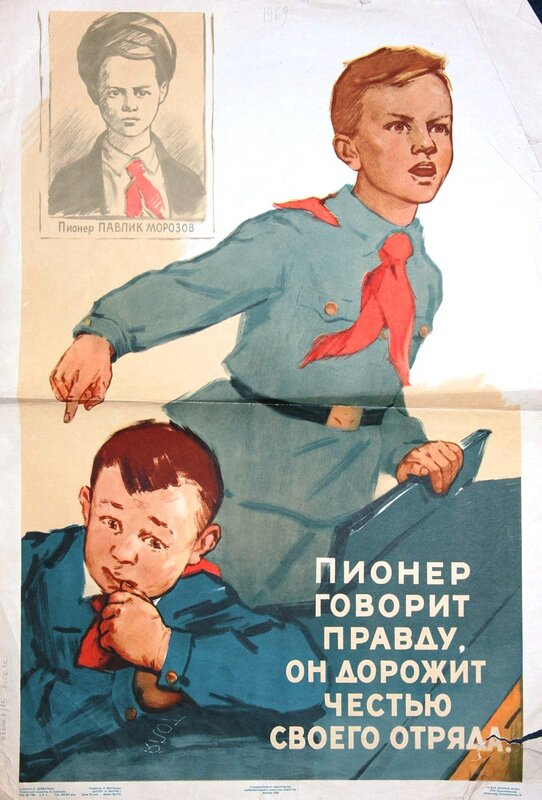 1969
Пионер ПАВЛИК МОРОЗОВ
ПИОНЕР
ГОВОРИТ
ПРАВДУ,
ОН ДОРОЖИТ
ЧЕСТЬЮ
СВОЕГО ОТРЯДА.